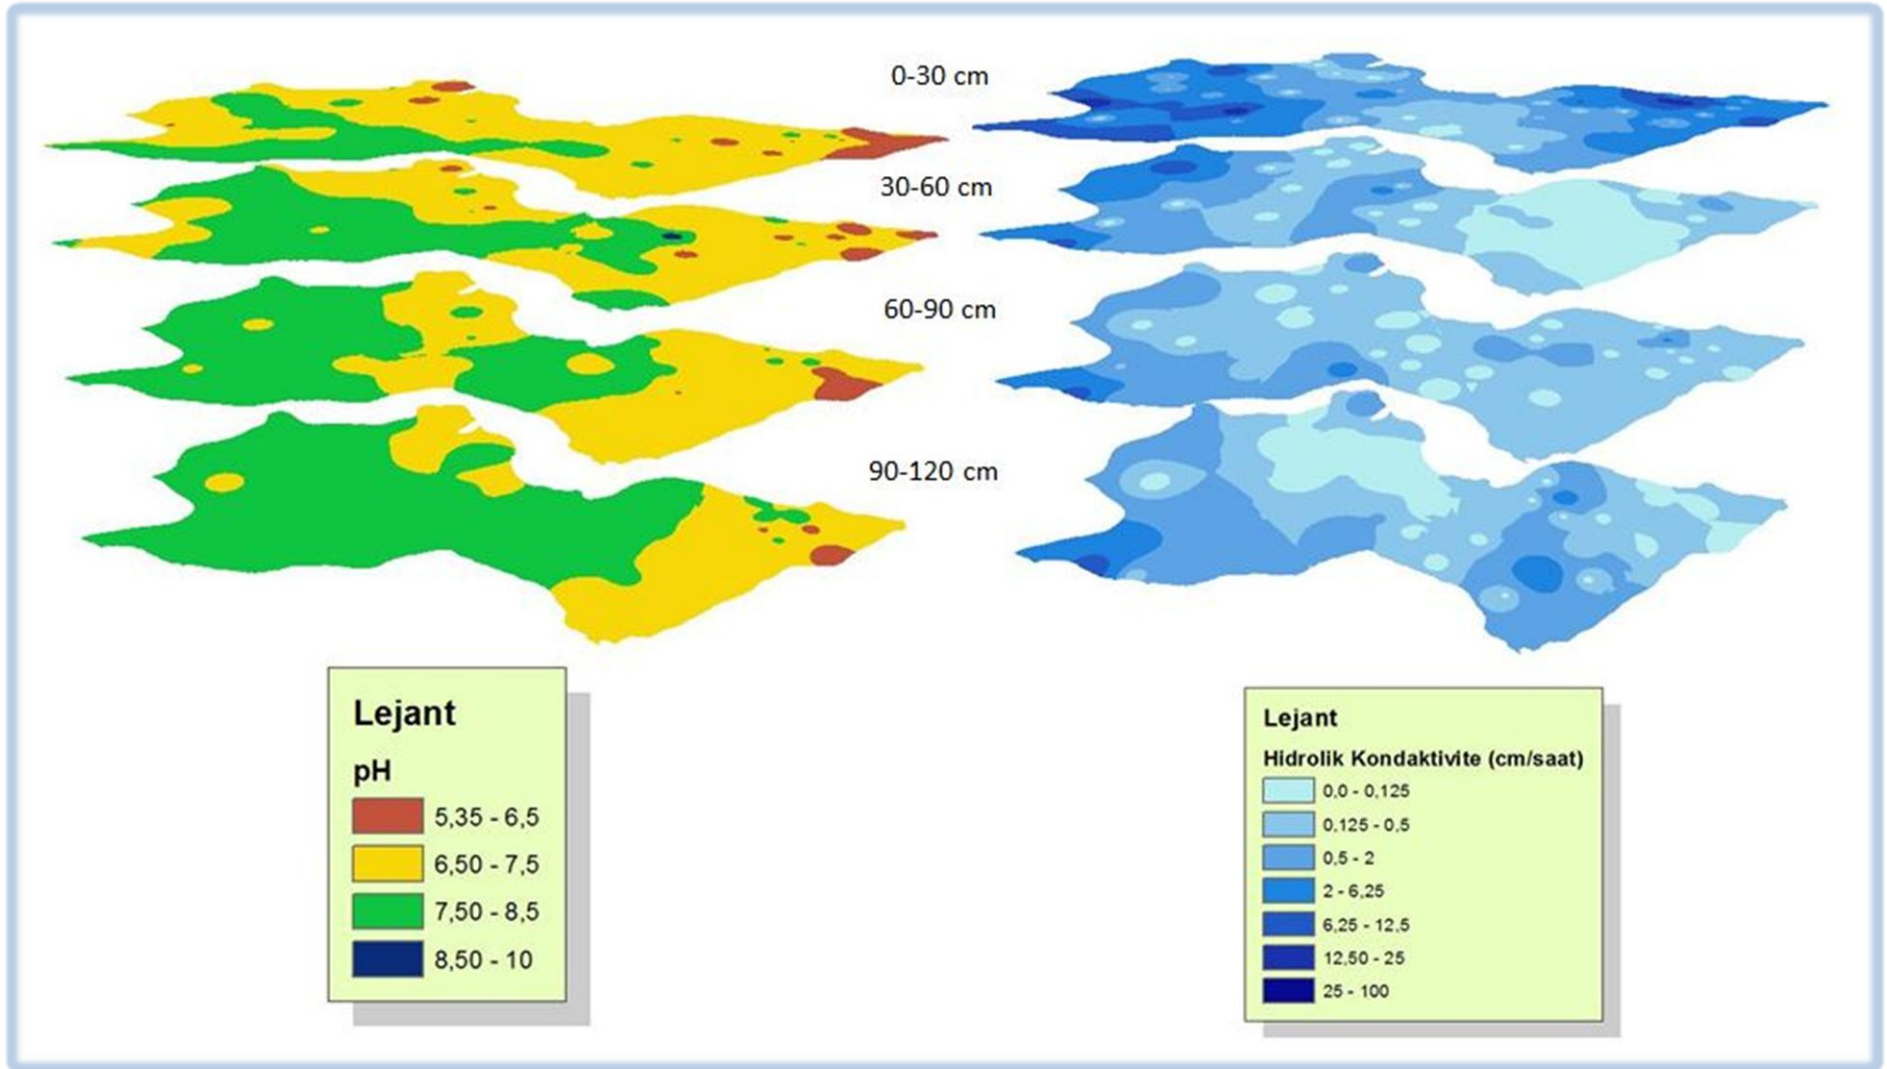 0-30 cm
30-60 cm
60-90 cm
90-120 cm
Lejant
pH
5,35 - 6,5
6,50 - 7,5
7,50 - 8,5
8,50 - 10
Lejant
Hidrolik Kondaktivite (cm/saat)
0,0 - 0,125
0,125 - 0,5
0,5 - 2
2 - 6,25
6,25 - 12,5
12,50 - 25
25 - 100